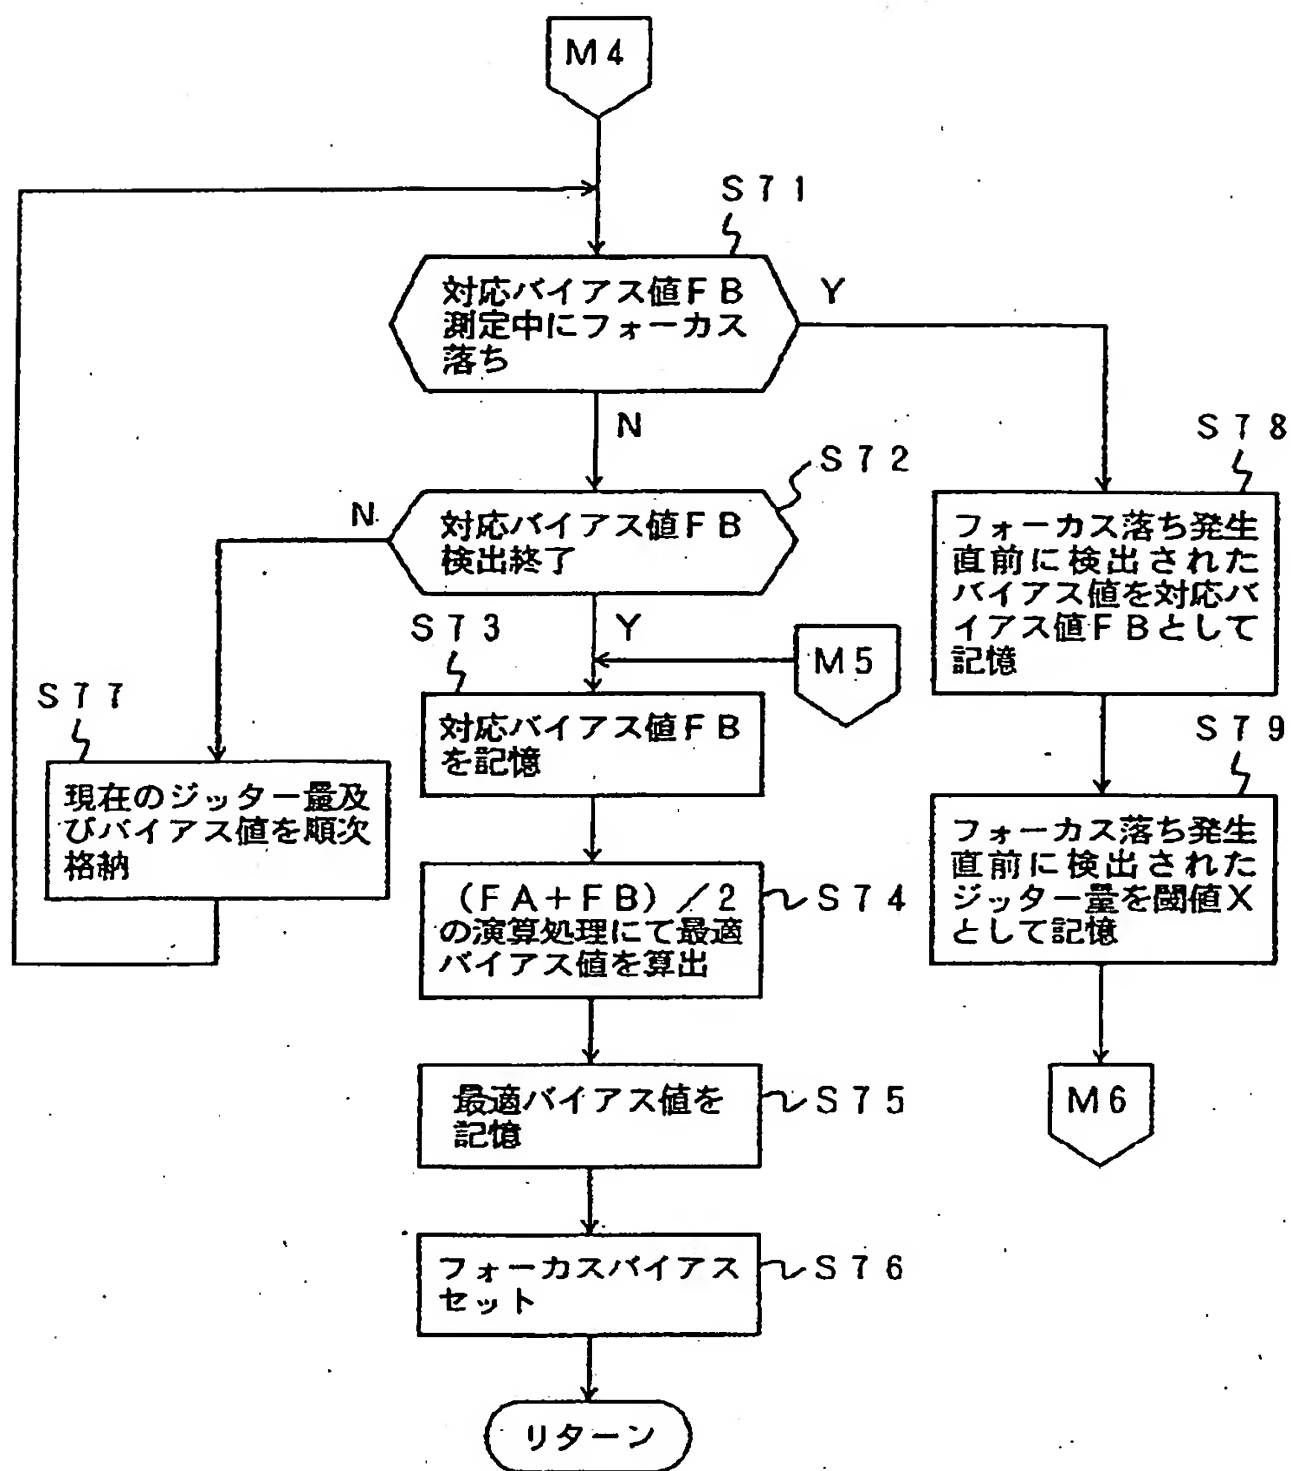 M4
S71
対応バイアス値FB
測定中にフォーカス
落ち
Y
N
S72
対応バイアス値FB
検出終了
N
Y
S73
M5
対応バイアス値FB
を記憶
S77
現在のジッター量及
びバイアス値を順次
格納
(FA+FB)/2
の演算処理にて最適
バイアス値を算出
S74
最適バイアス値を
記憶
S75
フォーカスバイアス
セット
S76
リターン
S78
フォーカス落ち発生
直前に検出された
バイアス値を対応バ
イアス値FBとして
記憶
S79
フォーカス落ち発生
直前に検出された
ジッター量を閾値X
として記憶
M6